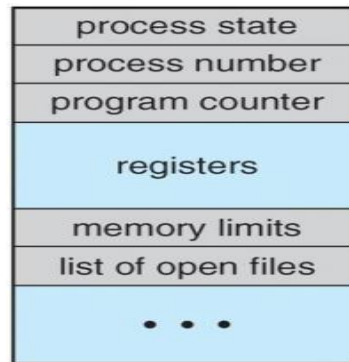 process state
process number
program counter
registers
memory limits
list of open files
• • •